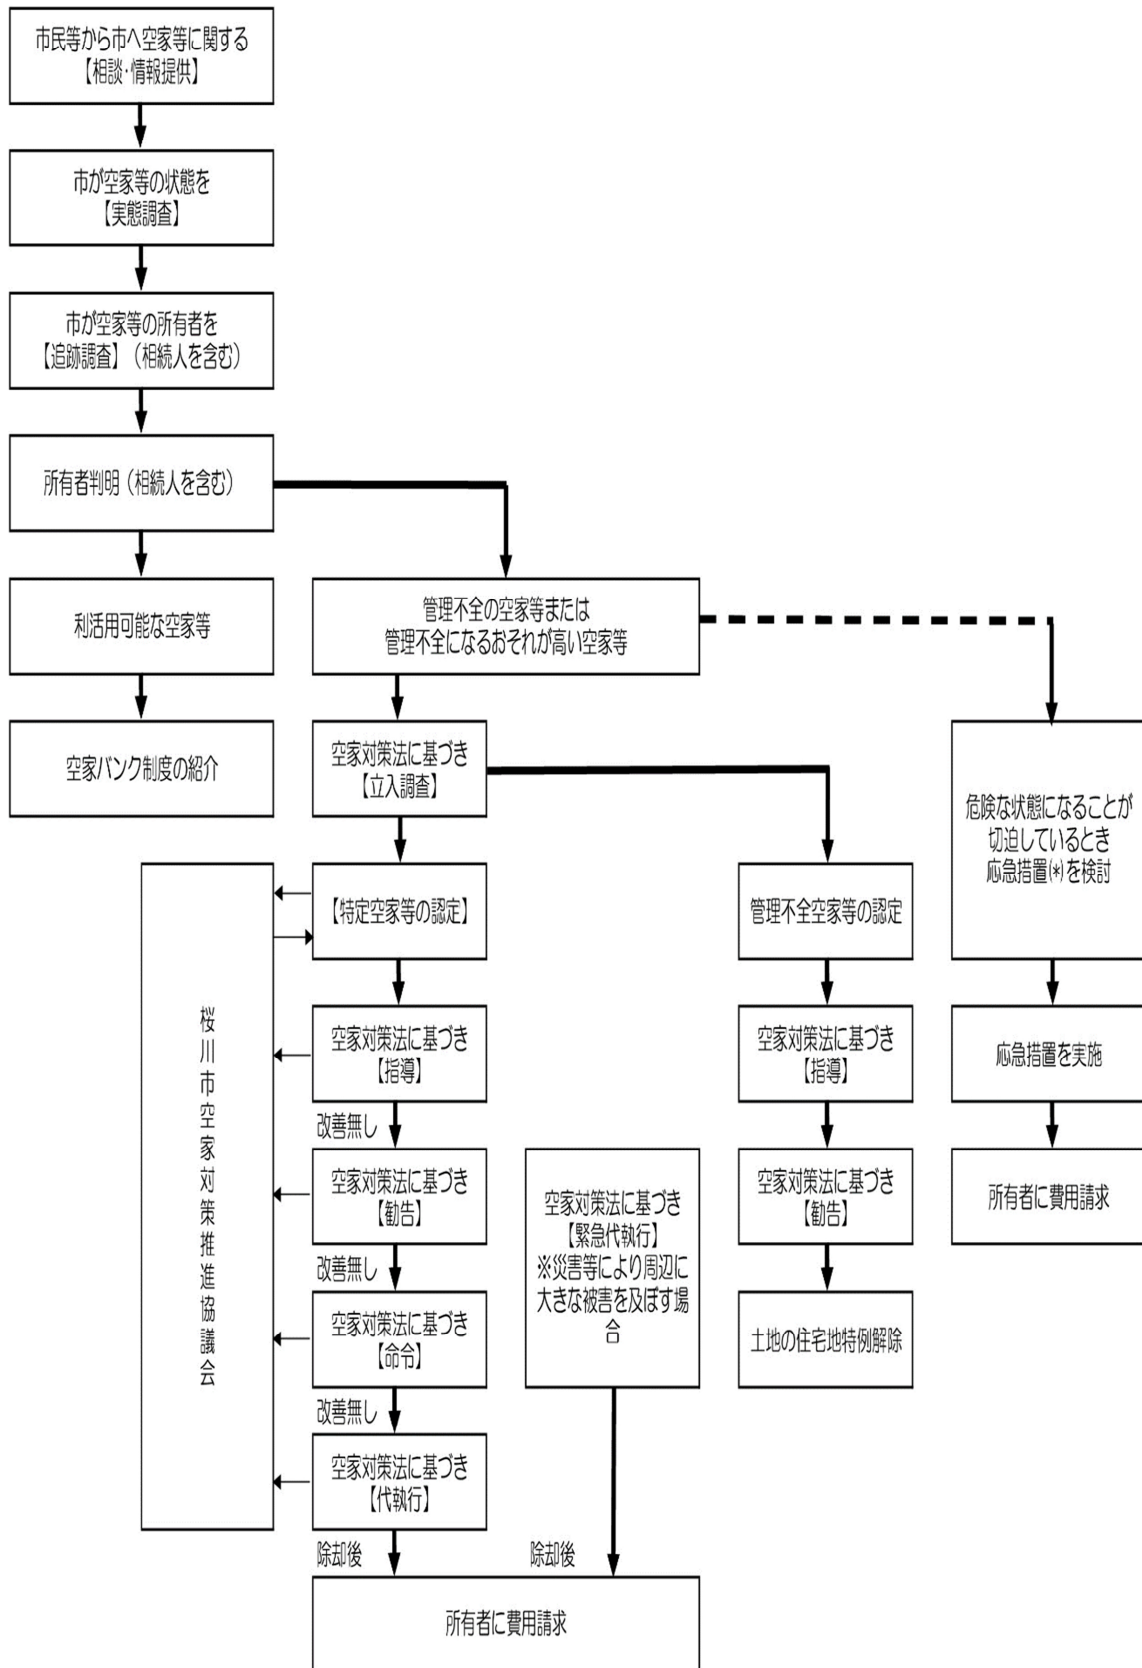 市民等から市へ空家等に関する
【相談・情報提供】
市が空家等の状態を
【実態調査】
市が空家等の所有者を
【追跡調査】（相続人を含む）
所有者判明（相続人を含む）
利活用可能な空家等
空家バンク制度の紹介
管理不全の空家等または
管理不全になるおそれが高い空家等
空家対策法に基づき
【立入調査】
【特定空家等の認定】
空家対策法に基づき
【指導】
改善無し
空家対策法に基づき
【勧告】
改善無し
空家対策法に基づき
【命令】
改善無し
空家対策法に基づき
【代執行】
除却後
桜川市空家対策推進協議会
空家対策法に基づき
【緊急代執行】
※災害等により周辺に
大きな被害を及ぼす場
合
除却後
所有者に費用請求
管理不全空家等の認定
空家対策法に基づき
【指導】
空家対策法に基づき
【勧告】
土地の住宅地特例解除
危険な状態になることが
切迫しているとき
応急措置(*)を検討
応急措置を実施
所有者に費用請求